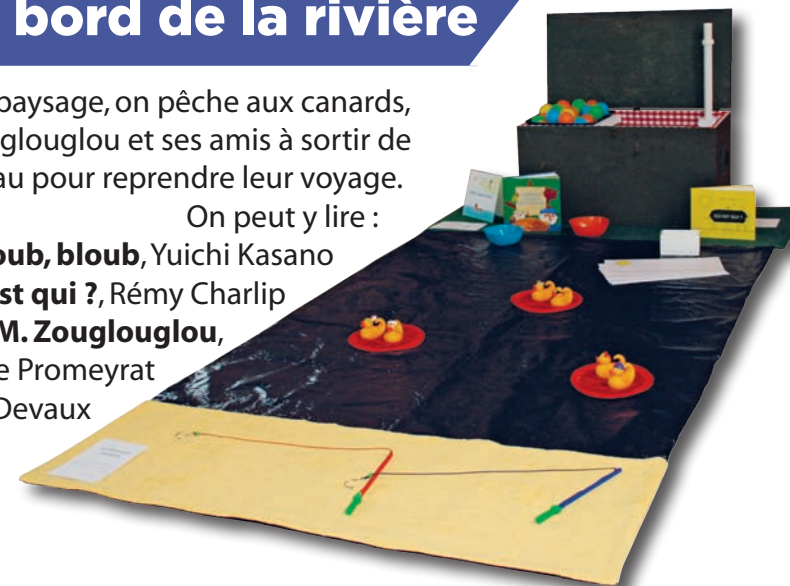 bord de la rivière
paysage, on pêche aux canards,
glouglou et ses amis à sortir de
au pour reprendre leur voyage.
On peut y lire :
oub, bloub, Yuichi Kasano
st qui ?, Rémy Charlip
M. Zouglouglou,
e Promeyrat
Devaux